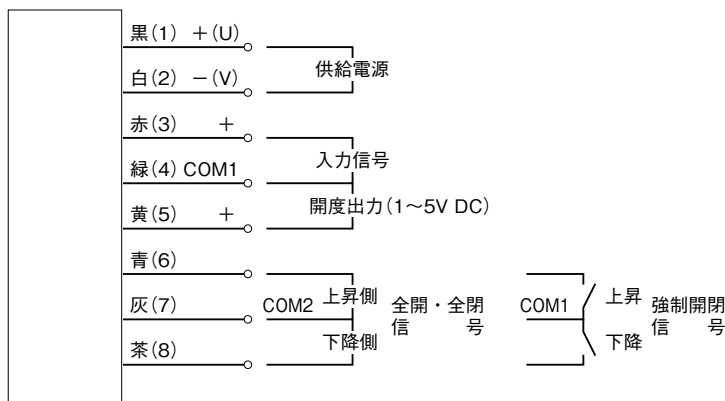 黒(1) +(U)
供給電源
白(2) −(V)
赤(3) +
入力信号
緑(4) COM1
開度出力(1〜5V DC)
黄(5) +
青(6)
上昇側
灰(7) COM2
全開・全閉
信 号
下降側
茶(8)
COM1
上昇
下降
強制開閉
信 号